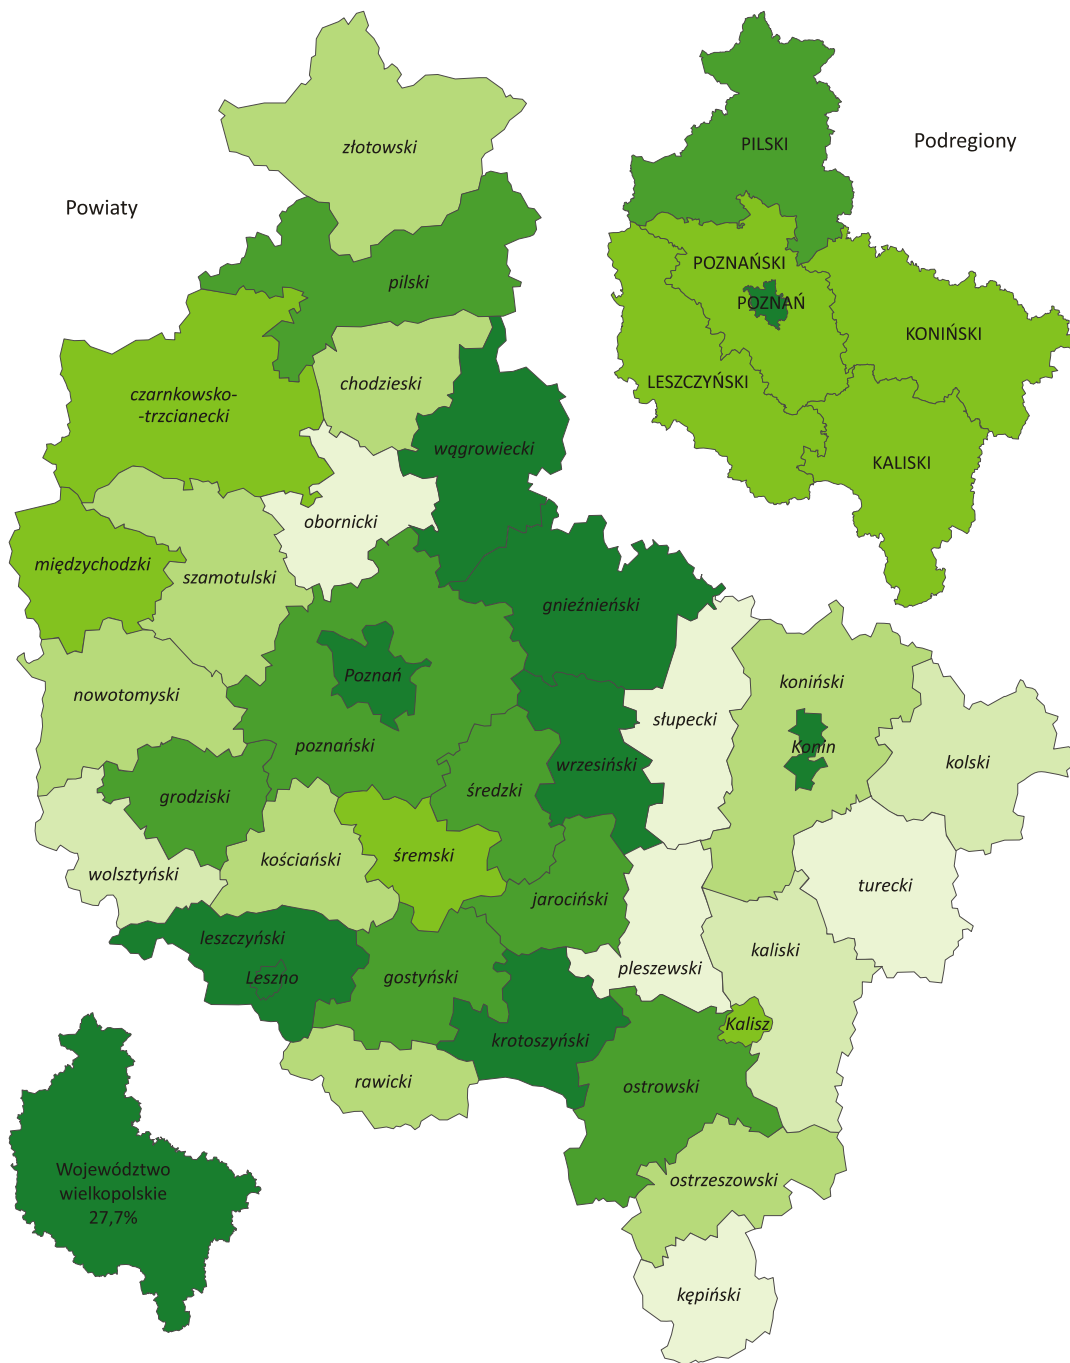 Powiaty
złotowski
pilski
chodzieski
czarnkowsko-
-trzcianecki
wągrowiecki
obornicki
międzychodzki
szamotulski
gnieźnieński
Poznań
nowotomyski
poznański
słupecki
koniński
Konin
kolski
wrzesiński
średzki
grodziski
kościański
śremski
wolsztyński
jarociński
turecki
leszczyński
Leszno
gostyński
pleszewski
kaliski
Kalisz
krotoszyński
rawicki
ostrowski
ostrzeszowski
kępiński
Podregiony
PILSKI
POZNAŃSKI
POZNAŃ
KONIŃSKI
LESZCZYŃSKI
KALISKI
Województwo
wielkopolskie
27,7%